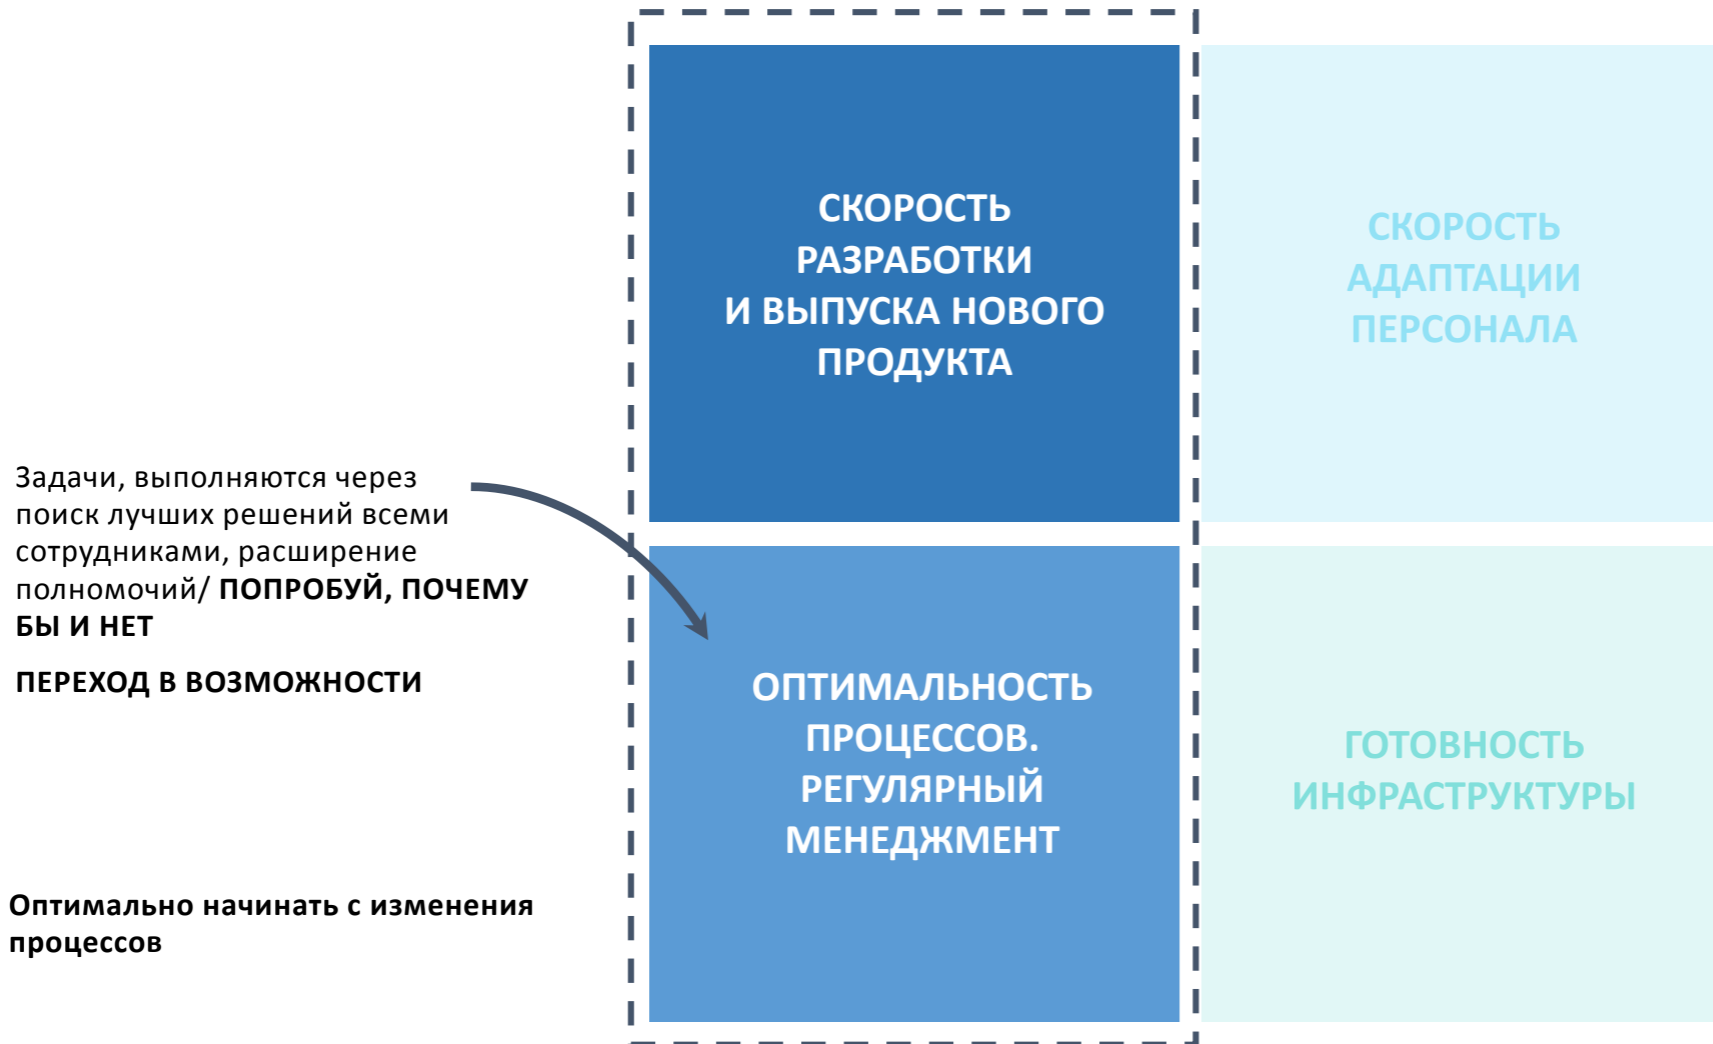 СКОРОСТЬ
РАЗРАБОТКИ
И ВЫПУСКА НОВОГО
ПРОДУКТА
СКОРОСТЬ
АДАПТАЦИИ
ПЕРСОНАЛА
Задачи, выполняются через
поиск лучших решений всеми
сотрудниками, расширение
полномочий/ ПОПРОБУЙ, ПОЧЕМУ
БЫ И НЕТ
ПЕРЕХОД В ВОЗМОЖНОСТИ
ОПТИМАЛЬНОСТЬ
ПРОЦЕССОВ.
РЕГУЛЯРНЫЙ
МЕНЕДЖМЕНТ
ГОТОВНОСТЬ
ИНФРАСТРУКТУРЫ
Оптимально начинать с изменения
процессов